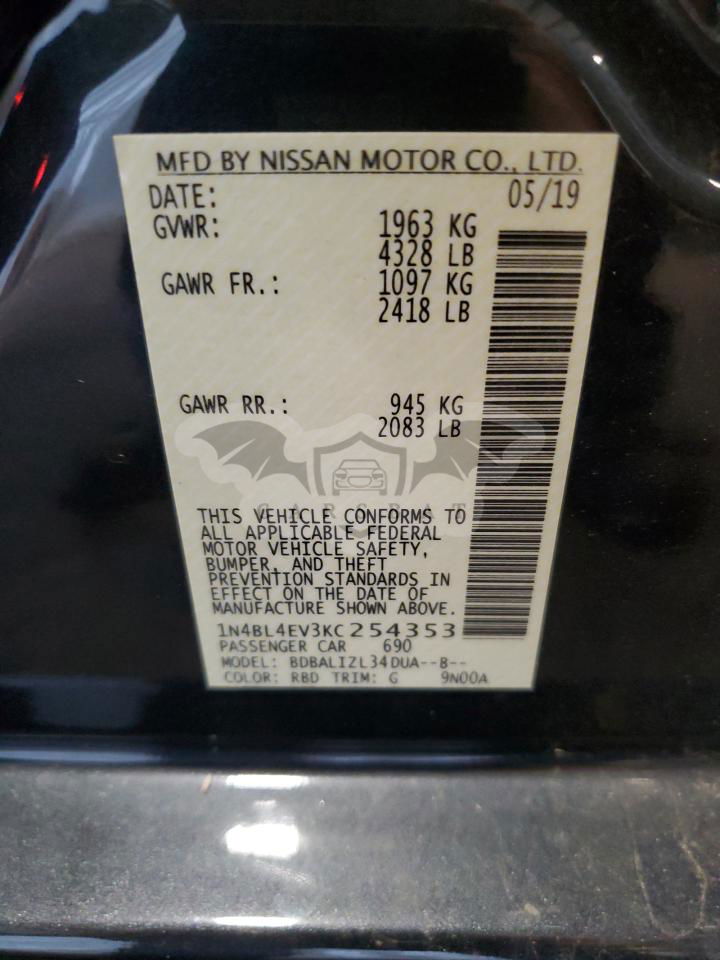 MFD BY NISSAN MOTOR CO., LTD.
DATE: 05/19
GVWR: 1963 KG
4328 LB
GAWR FR.: 1097 KG
2418 LB
GAWR RR.: 945 KG
2083 LB
THIS VEHICLE CONFORMS TO
ALL APPLICABLE FEDERAL
MOTOR VEHICLE SAFETY,
BUMPER, AND THEFT
PREVENTION STANDARDS IN
EFFECT ON THE DATE OF
MANUFACTURE SHOWN ABOVE.
1N4BL4EV3KC254353
PASSENGER CAR 690
MODEL: BDBALIZL34DUA--B--
COLOR: RBD TRIM: G 9N00A